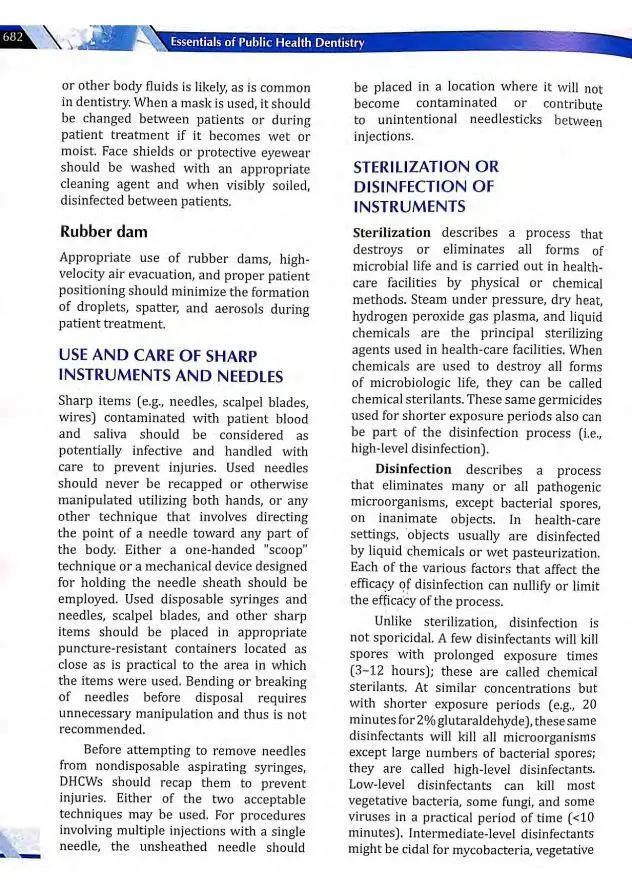 682
Essentials of Public Health Dentistry
or other body fluids is likely, as is common
in dentistry. When a mask is used, it should
be changed between patients or during
patient treatment if it becomes wet or
moist. Face shields or protective eyewear
should be washed with an appropriate
cleaning agent and when visibly soiled,
disinfected between patients.
Rubber dam
Appropriate use of rubber dams, high-
velocity air evacuation, and proper patient
positioning should minimize the formation
of droplets, spatter, and aerosols during
patient treatment.
USE AND CARE OF SHARP
INSTRUMENTS AND NEEDLES
Sharp items (e.g., needles, scalpel blades,
wires) contaminated with patient blood
and saliva should be considered as
potentially infective and handled with
care to prevent injuries. Used needles
should never be recapped or otherwise
manipulated utilizing both hands, or any
other technique that involves directing
the point of a needle toward any part of
the body. Either a one-handed "scoop"
technique or a mechanical device designed
for holding the needle sheath should be
employed. Used disposable syringes and
needles, scalpel blades, and other sharp
items should be placed in appropriate
puncture-resistant containers located as
close as is practical to the area in which
the items were used. Bending or breaking
of needles before disposal requires
unnecessary manipulation and thus is not
recommended.
Before attempting to remove needles
from nondisposable aspirating syringes,
DHCWs should recap them to prevent
injuries. Either of the two acceptable
techniques may be used. For procedures
involving multiple injections with a single
needle, the unsheathed needle should
be placed in a location where it will not
become contaminated or contribute
to unintentional needlesticks between
injections.
STERILIZATION OR
DISINFECTION OF
INSTRUMENTS
Sterilization describes a process that
destroys or eliminates all forms of
microbial life and is carried out in health-
care facilities by physical or chemical
methods. Steam under pressure, dry heat,
hydrogen peroxide gas plasma, and liquid
chemicals are the principal sterilizing
agents used in health-care facilities. When
chemicals are used to destroy all forms
of microbiologic life, they can be called
chemical sterilants. These same germicides
used for shorter exposure periods also can
be part of the disinfection process (i.e.,
high-level disinfection).
Disinfection describes a process
that eliminates many or all pathogenic
microorganisms, except bacterial spores,
on inanimate objects. In health-care
settings, objects usually are disinfected
by liquid chemicals or wet pasteurization.
Each of the various factors that affect the
efficacy of disinfection can nullify or limit
the efficacy of the process.
Unlike sterilization, disinfection is
not sporicidal. A few disinfectants will kill
spores with prolonged exposure times
(3–12 hours); these are called chemical
sterilants. At similar concentrations but
with shorter exposure periods (e.g., 20
minutes for 2% glutaraldehyde), these same
disinfectants will kill all microorganisms
except large numbers of bacterial spores;
they are called high-level disinfectants.
Low-level disinfectants can kill most
vegetative bacteria, some fungi, and some
viruses in a practical period of time (<10
minutes). Intermediate-level disinfectants
might be cidal for mycobacteria, vegetative